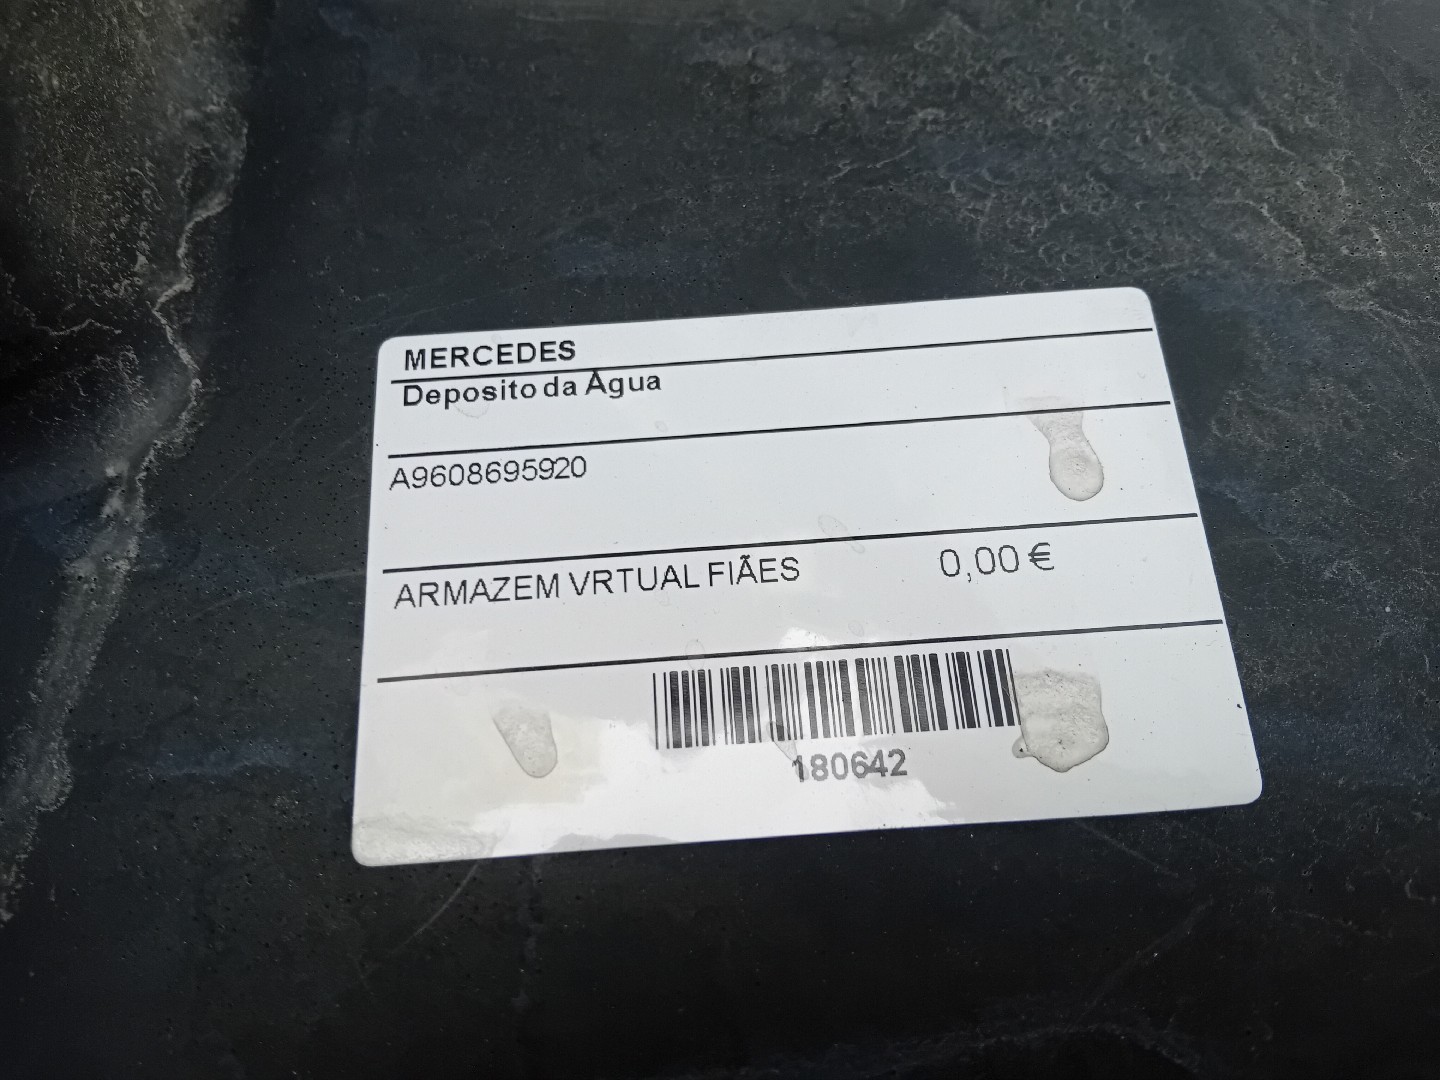 MERCEDES
Deposito da Água
A9608695920
ARMAZEM VRTUAL FIÃES 0,00 €
180642